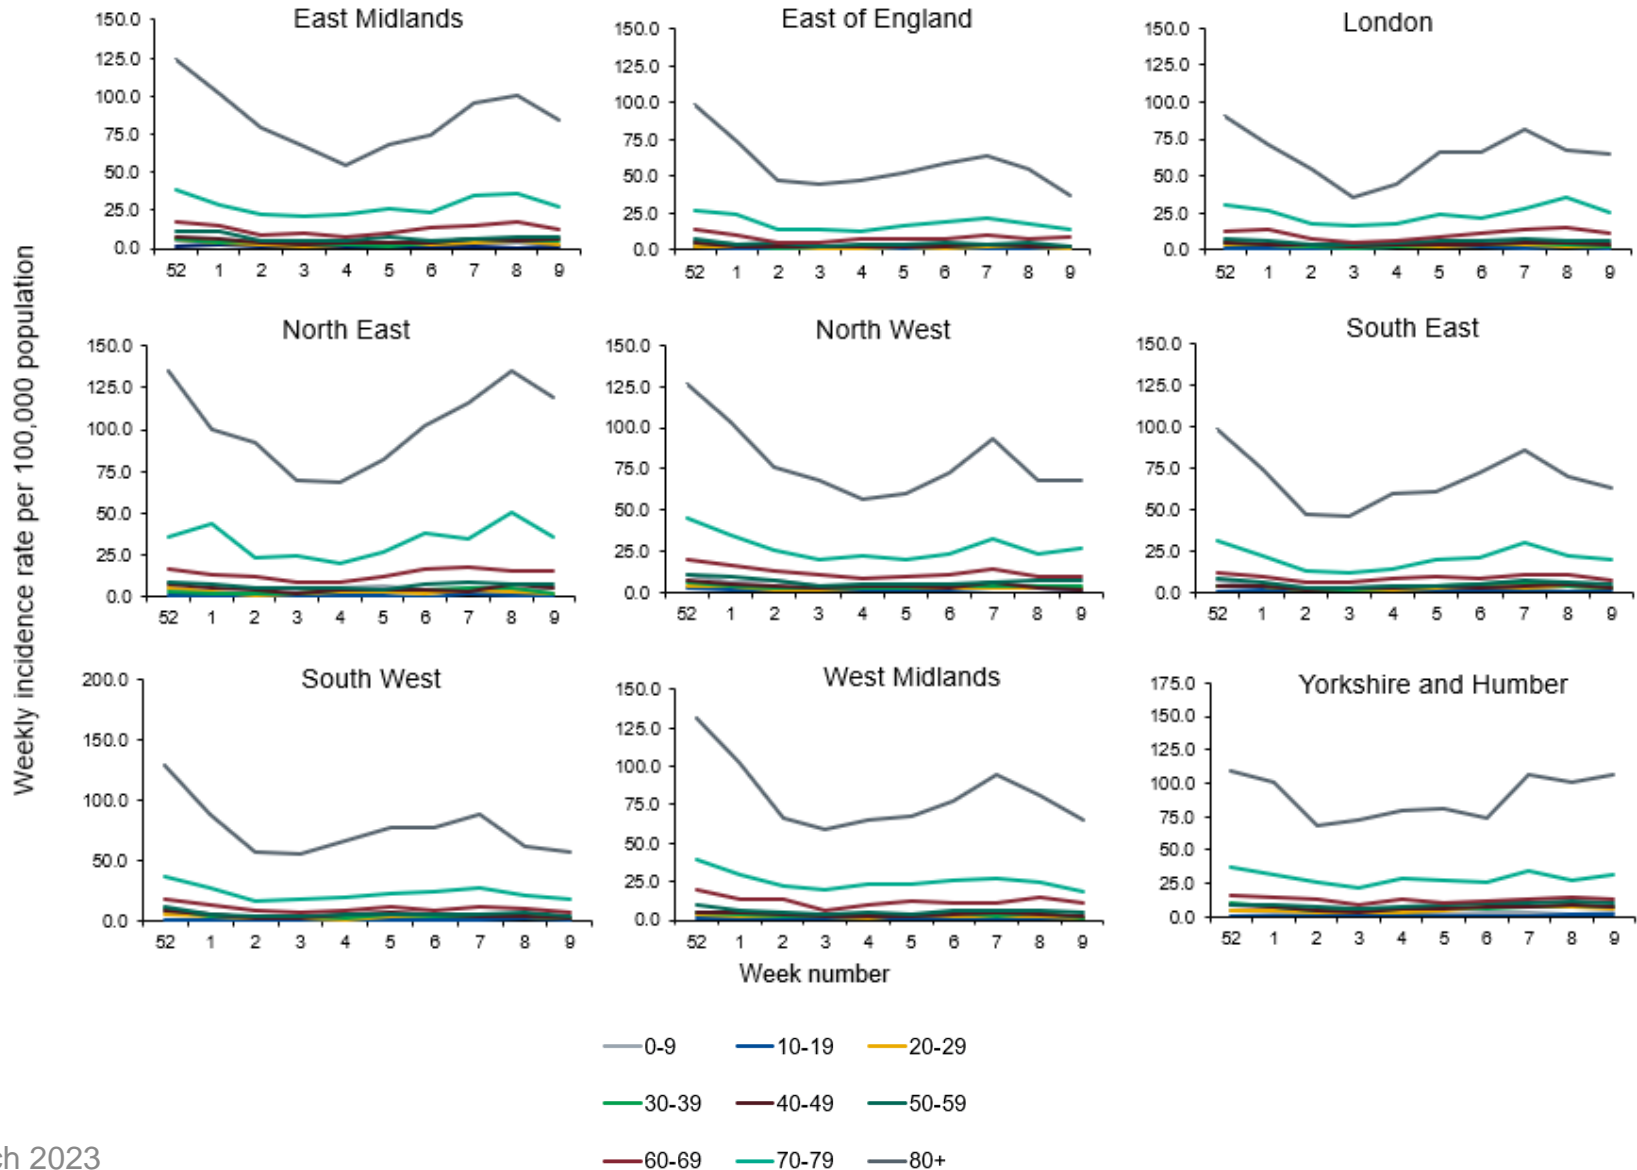 Weekly incidence rate per 100,000 population
East Midlands
150.0
125.0
100.0
75.0
50.0
25.0
0.0
52 1 2 3 4 5 6 7 8 9
East of England
150.0
125.0
100.0
75.0
50.0
25.0
0.0
52 1 2 3 4 5 6 7 8 9
London
150.0
125.0
100.0
75.0
50.0
25.0
0.0
52 1 2 3 4 5 6 7 8 9
North East
150.0
125.0
100.0
75.0
50.0
25.0
0.0
52 1 2 3 4 5 6 7 8 9
North West
150.0
125.0
100.0
75.0
50.0
25.0
0.0
52 1 2 3 4 5 6 7 8 9
South East
150.0
125.0
100.0
75.0
50.0
25.0
0.0
52 1 2 3 4 5 6 7 8 9
South West
200.0
150.0
100.0
50.0
0.0
52 1 2 3 4 5 6 7 8 9
West Midlands
150.0
125.0
100.0
75.0
50.0
25.0
0.0
52 1 2 3 4 5 6 7 8 9
Yorkshire and Humber
175.0
150.0
125.0
100.0
75.0
50.0
25.0
0.0
52 1 2 3 4 5 6 7 8 9
Week number
0-9 10-19 20-29
30-39 40-49 50-59
60-69 70-79 80+
ch 2023